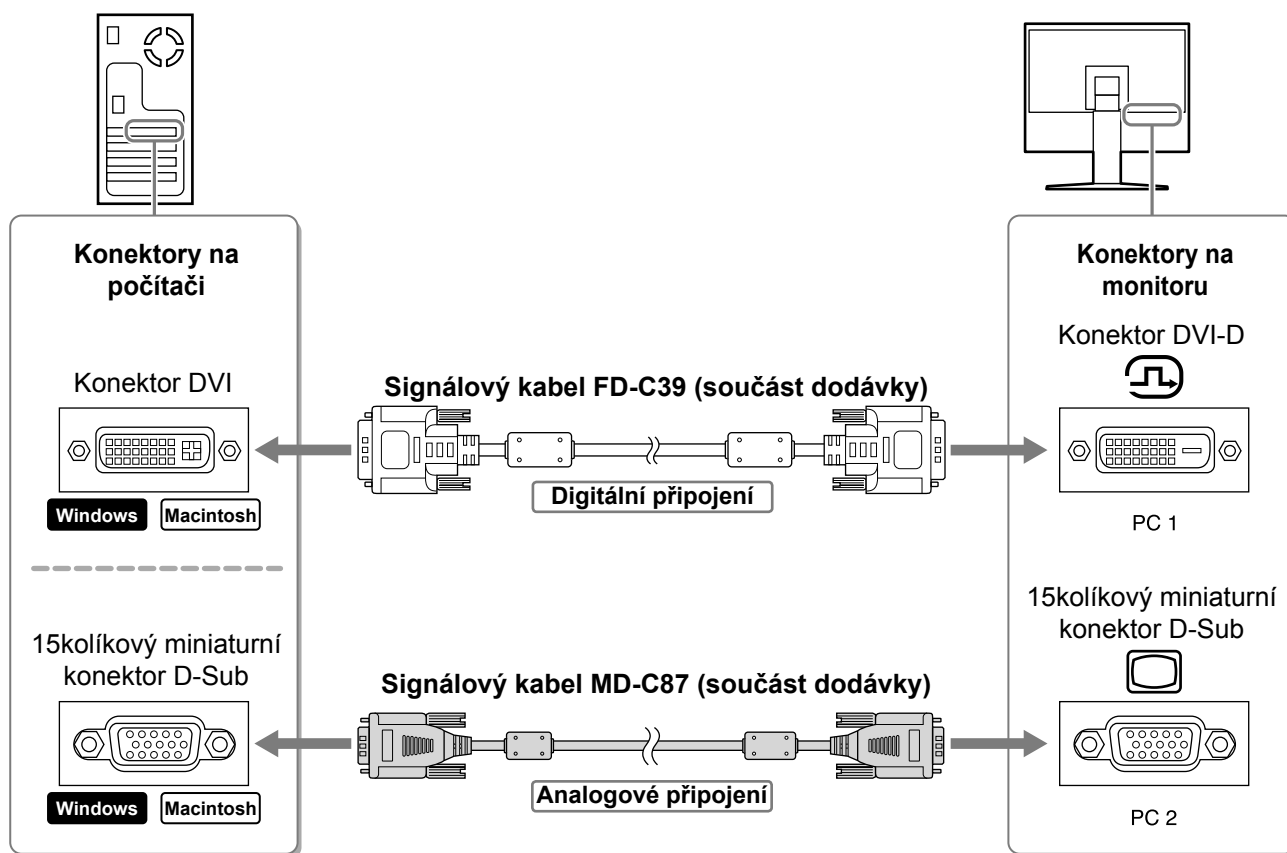 Konektory na
počítači
Konektor DVI
Windows
Macintosh
15kolíkový miniaturní
konektor D-Sub
Windows
Macintosh
Signálový kabel FD-C39 (součást dodávky)
Digitální připojení
Signálový kabel MD-C87 (součást dodávky)
Analogové připojení
Konektory na
monitoru
Konektor DVI-D
PC 1
15kolíkový miniaturní
konektor D-Sub
PC 2